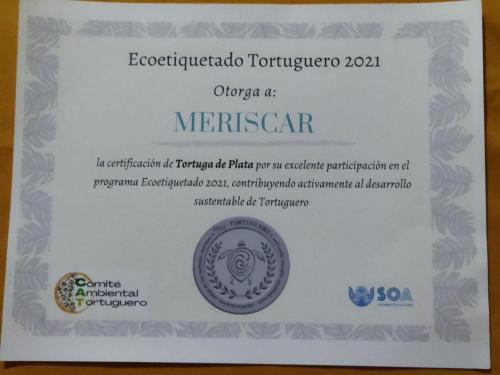 Ecoetiquetado Tortuguero 2021
Otorga a:
MERISCAR
la certificación de Tortuga de Plata por su excelente participación en el
programa Ecoetiquetado 2021, contribuyendo activamente al desarrollo
sustentable de Tortuguero
TORTUGUERO
Comité
Ambiental
Tortuguero
SOA